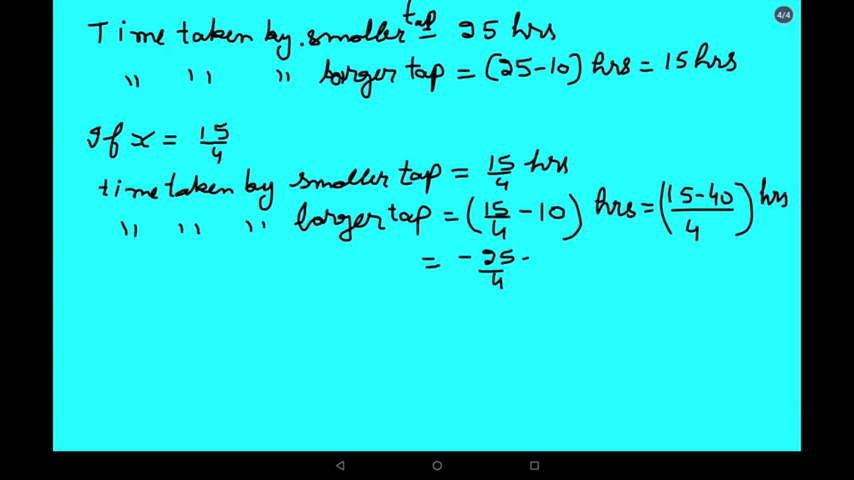 4/4
Time taken by smaller tap = 25 hrs
" " " larger tap = (25-10) hrs = 15 hrs
If x = 15/4
time taken by smaller tap = 15/4 hrs
" " " larger tap = (15/4 - 10) hrs = (15-40/4) hrs
= -25/4